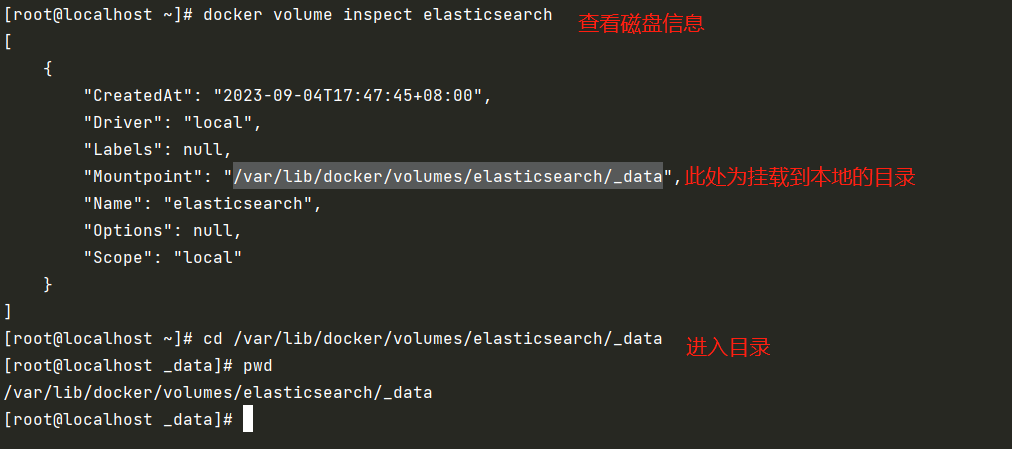 [root@localhost ~]# docker volume inspect elasticsearch 查看磁盘信息
[
    {
        "CreatedAt": "2023-09-04T17:47:45+08:00",
        "Driver": "local",
        "Labels": null,
        "Mountpoint": "/var/lib/docker/volumes/elasticsearch/_data", 此处为挂载到本地的目录
        "Name": "elasticsearch",
        "Options": null,
        "Scope": "local"
    }
]
[root@localhost ~]# cd /var/lib/docker/volumes/elasticsearch/_data 进入目录
[root@localhost _data]# pwd
/var/lib/docker/volumes/elasticsearch/_data
[root@localhost _data]#